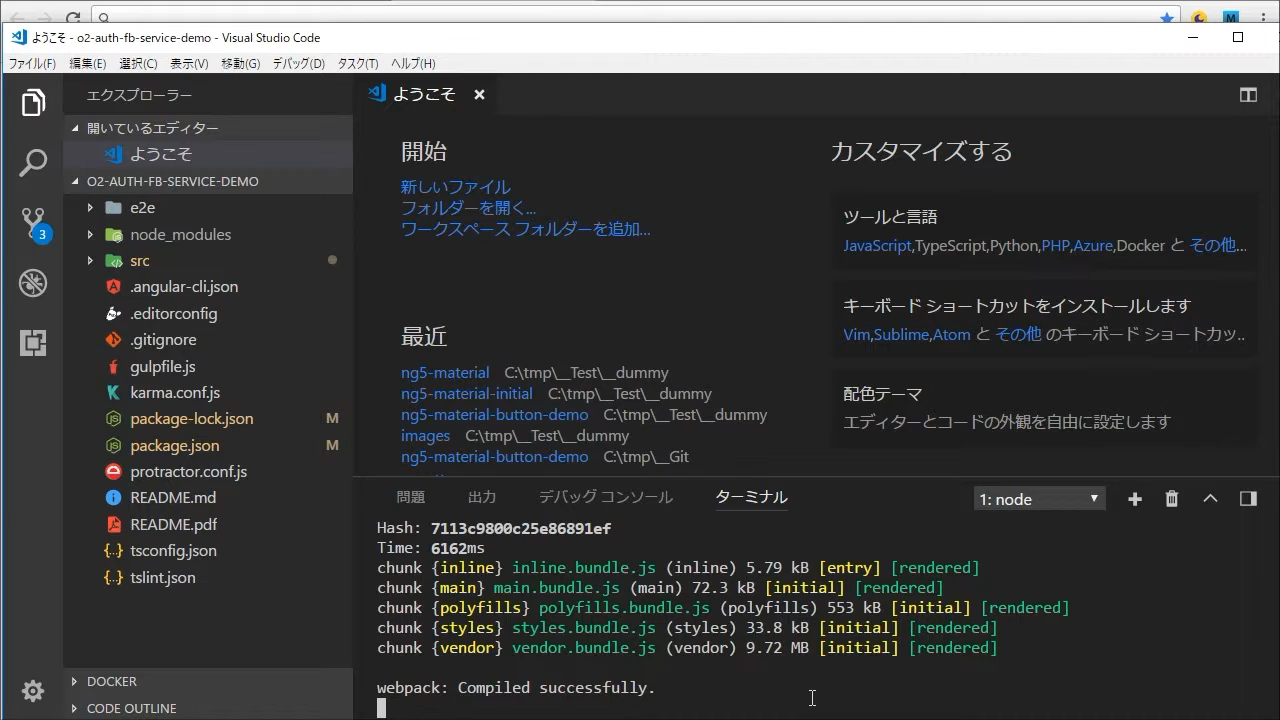 ようこそ - o2-auth-fb-service-demo - Visual Studio Code
ファイル(F) 編集(E) 選択(C) 表示(V) 移動(G) デバッグ(D) タスク(T) ヘルプ(H)
エクスプローラー
開いているエディター
ようこそ
O2-AUTH-FB-SERVICE-DEMO
e2e
node_modules
src
.angular-cli.json
.editorconfig
.gitignore
gulpfile.js
karma.conf.js
package-lock.json M
package.json M
protractor.conf.js
README.md
README.pdf
tsconfig.json
tslint.json
DOCKER
CODE OUTLINE
3
ようこそ
開始
新しいファイル
フォルダーを開く...
ワークスペース フォルダーを追加...
最近
ng5-material C:\tmp\__Test\__dummy
ng5-material-initial C:\tmp\__Test\__dummy
ng5-material-button-demo C:\tmp\__Test\__dummy
images C:\tmp\__Test\__dummy
ng5-material-button-demo C:\tmp\__Git
カスタマイズする
ツールと言語
JavaScript,TypeScript,Python,PHP,Azure,Docker と その他...
キーボード ショートカットをインストールします
Vim,Sublime,Atom と その他 のキーボード ショートカッ..
配色テーマ
エディターとコードの外観を自由に設定します
問題 出力 デバッグ コンソール ターミナル 1: node
Hash: 7113c9800c25e86891ef
Time: 6162ms
chunk {inline} inline.bundle.js (inline) 5.79 kB [entry] [rendered]
chunk {main} main.bundle.js (main) 72.3 kB [initial] [rendered]
chunk {polyfills} polyfills.bundle.js (polyfills) 553 kB [initial] [rendered]
chunk {styles} styles.bundle.js (styles) 33.8 kB [initial] [rendered]
chunk {vendor} vendor.bundle.js (vendor) 9.72 MB [initial] [rendered]
webpack: Compiled successfully.